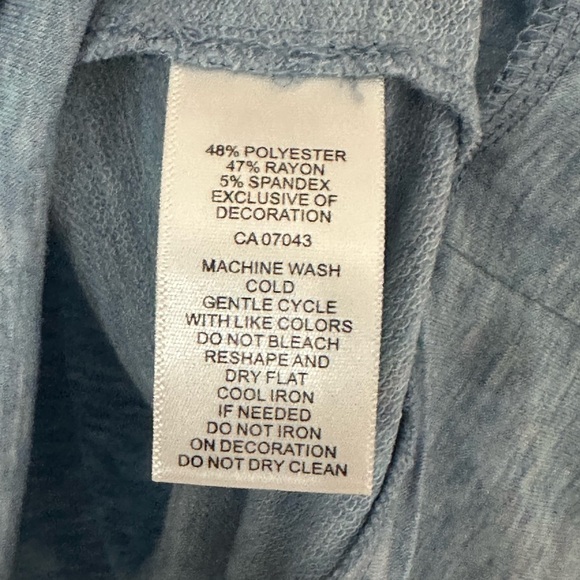 48% POLYESTER
47% RAYON
5% SPANDEX
EXCLUSIVE OF
DECORATION
CA 07043
MACHINE WASH
COLD
GENTLE CYCLE
WITH LIKE COLORS
DO NOT BLEACH
RESHAPE AND
DRY FLAT
COOL IRON
IF NEEDED
DO NOT IRON
ON DECORATION
DO NOT DRY CLEAN